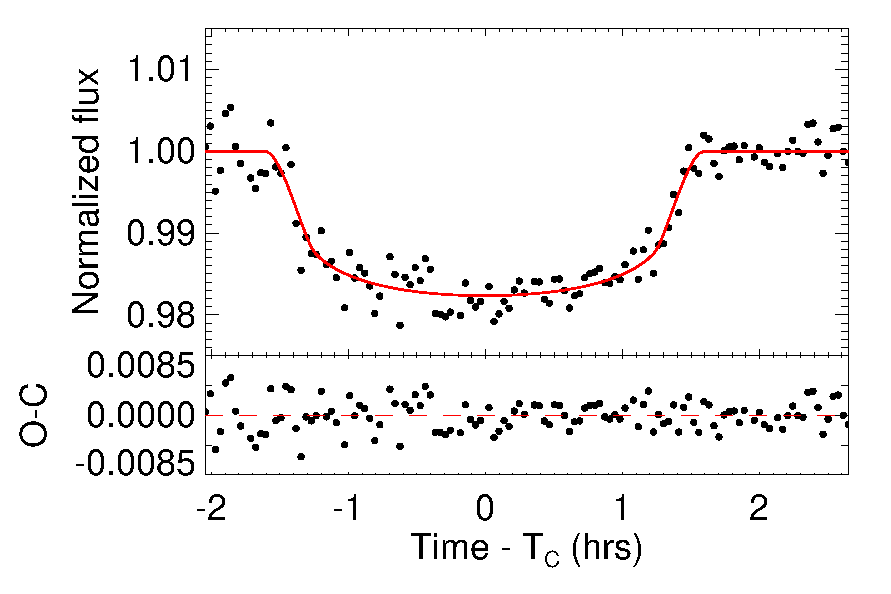 Normalized flux
1.01
1.00
0.99
0.98
O-C
0.0085
0.0000
-0.0085
-2 -1 0 1 2
Time - T_C (hrs)